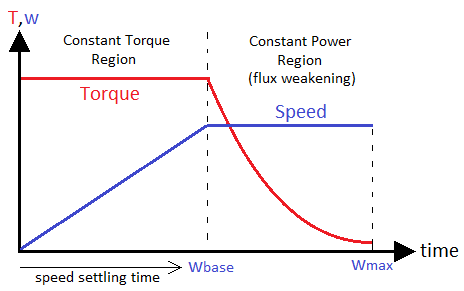 T,w
Constant Torque
Region
Constant Power
Region
(flux weakening)
Torque
Speed
time
speed settling time
Wbase
Wmax